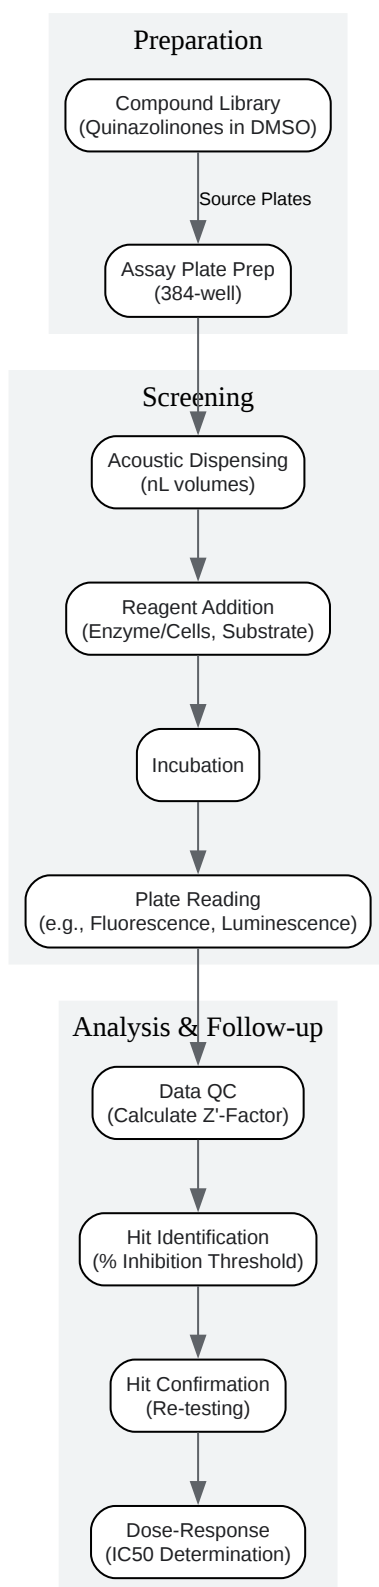 Preparation
Compound Library
(Quinazolinones in DMSO)
Source Plates
Assay Plate Prep
(384-well)
Screening
Acoustic Dispensing
(nL volumes)
Reagent Addition
(Enzyme/Cells, Substrate)
Incubation
Plate Reading
(e.g., Fluorescence, Luminescence)
Analysis & Follow-up
Data QC
(Calculate Z'-Factor)
Hit Identification
(% Inhibition Threshold)
Hit Confirmation
(Re-testing)
Dose-Response
(IC50 Determination)